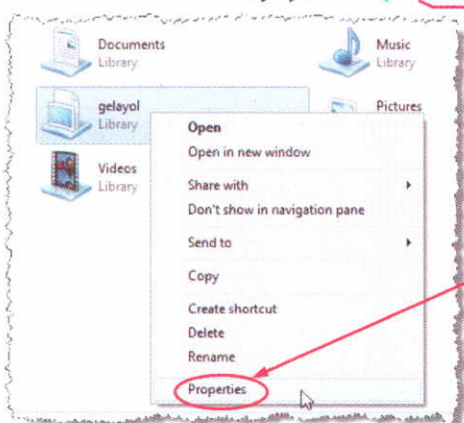 Documents
Library
Music
Library
gelayol
Library
Pictures
Videos
Library
Open
Open in new window
Share with
Don't show in navigation pane
Send to
Copy
Create shortcut
Delete
Rename
Properties